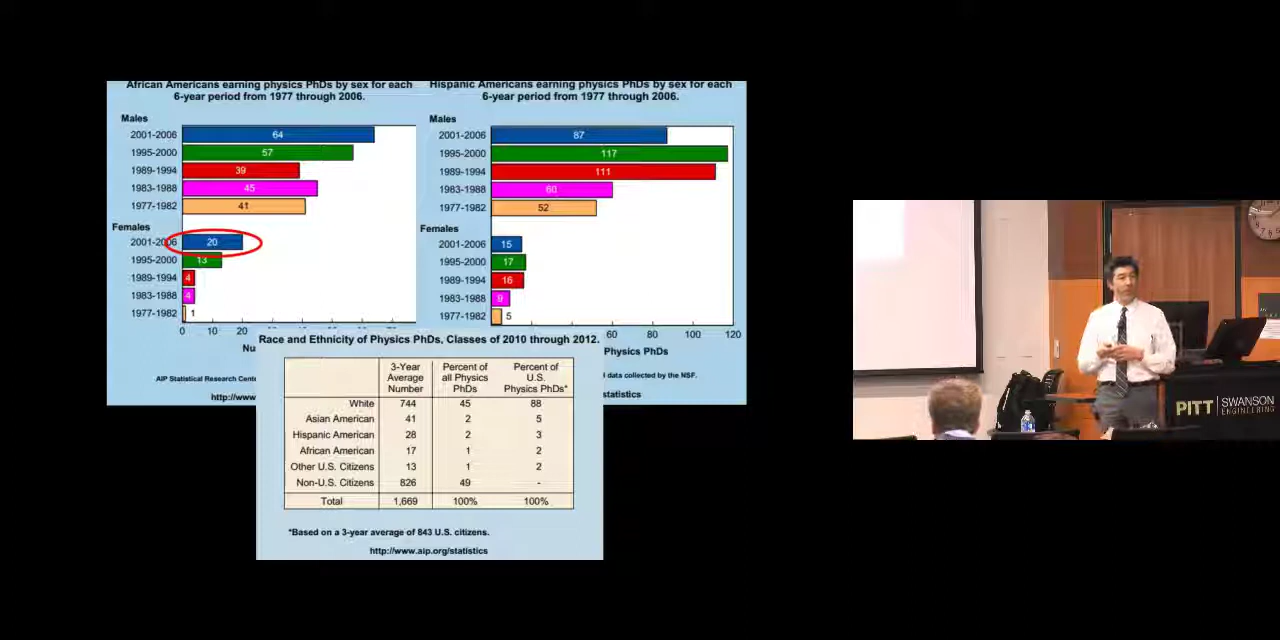 African Americans earning physics PhDs by sex for each
6-year period from 1977 through 2006.
Males
2001-2006 64
1995-2000 57
1989-1994 39
1983-1988 45
1977-1982 41
Females
2001-2006 20
1995-2000 13
1989-1994 4
1983-1988 4
1977-1982 1
0 10 20
Nu
AIP Statistical Research Cente
http://www
Hispanic Americans earning physics PhDs by sex for each
6-year period from 1977 through 2006.
Males
2001-2006 87
1995-2000 117
1989-1994 111
1983-1988 60
1977-1982 52
Females
2001-2006 15
1995-2000 17
1989-1994 16
1983-1988 9
1977-1982 5
60 80 100 120
Physics PhDs
data collected by the NSF.
statistics
Race and Ethnicity of Physics PhDs, Classes of 2010 through 2012.
3-Year Average Number Percent of all Physics PhDs Percent of U.S. Physics PhDs*
White 744 45 88
Asian American 41 2 5
Hispanic American 28 2 3
African American 17 1 2
Other U.S. Citizens 13 1 2
Non-U.S. Citizens 826 49 -
Total 1,669 100% 100%
*Based on a 3-year average of 843 U.S. citizens.
http://www.aip.org/statistics
PITT SWANSON
ENGINEERING